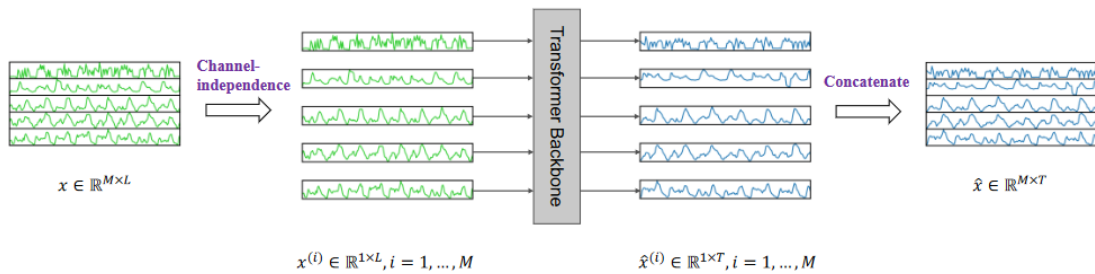 Channel-
independence
x ∈ ℝ^{M×L}
x^{(i)} ∈ ℝ^{1×L}, i = 1, ..., M
Transformer Backbone
x̂^{(i)} ∈ ℝ^{1×T}, i = 1, ..., M
Concatenate
x̂ ∈ ℝ^{M×T}